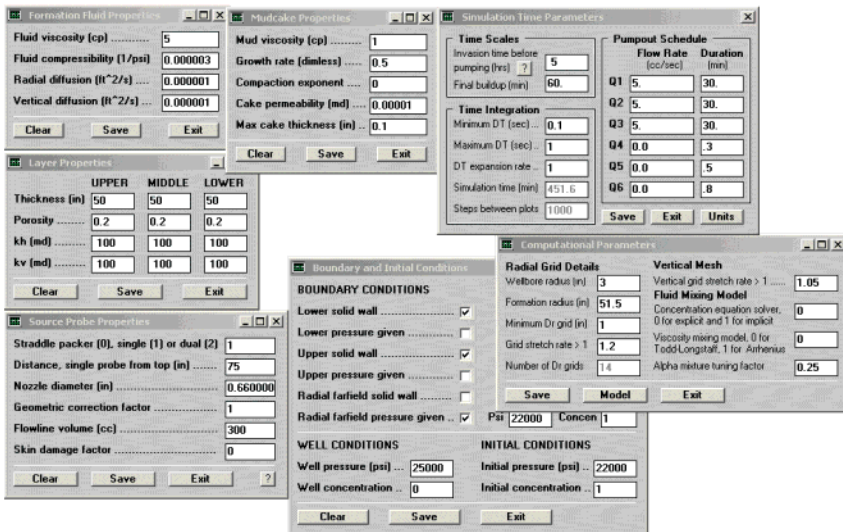 Formation Fluid Properties
Fluid viscosity (cp) ........... 5
Fluid compressibility (1/psi) 0.000003
Radial diffusion (ft^2/s) ..... 0.000001
Vertical diffusion (ft^2/s) .... 0.000001
Clear Save Exit
Mudcake Properties
Mud viscosity (cp) ......... 1
Growth rate (dimless) .... 0.5
Compaction exponent .... 0
Cake permeability (md) .... 0.00001
Max cake thickness (in) .. 0.1
Clear Save Exit
Simulation Time Parameters
Time Scales
Invasion time before
pumping (hrs) ? 5
Final buildup (min) 60.
Time Integration
Minimum DT (sec) .. 0.1
Maximum DT (sec) .. 1
DT expansion rate .. 1
Simulation time (min) 451.6
Steps between plots 1000
Pumpout Schedule
Flow Rate Duration
(cc/sec) (min)
Q1 5. 30.
Q2 5. 30.
Q3 5. 30.
Q4 0.0 .3
Q5 0.0 .5
Q6 0.0 .8
Save Exit Units
Layer Properties
UPPER MIDDLE LOWER
Thickness (in) 50 50 50
Porosity ......... 0.2 0.2 0.2
kh (md) ......... 100 100 100
kv (md) ......... 100 100 100
Clear Save Exit
Source Probe Properties
Straddle packer (0), single (1) or dual (2) 1
Distance, single probe from top (in) ....... 75
Nozzle diameter (in) ........................... 0.660000
Geometric correction factor ................ 1
Flowline volume (cc) ........................... 300
Skin damage factor ............................. 0
Clear Save Exit ?
Boundary and Initial Conditions
BOUNDARY CONDITIONS
Lower solid wall ....................
Lower pressure given ..............
Upper solid wall ....................
Upper pressure given ..............
Radial farfield solid wall .........
Radial farfield pressure given .. Psi 22000 Concen 1
WELL CONDITIONS
Well pressure (psi) ... 25000
Well concentration .. 0
INITIAL CONDITIONS
Initial pressure (psi) .. 22000
Initial concentration .. 1
Clear Save Exit
Computational Parameters
Radial Grid Details
Wellbore radius (in) 3
Formation radius (in) 51.5
Minimum Dr grid (in) 1
Grid stretch rate > 1 1.2
Number of Dr grids 14
Vertical Mesh
Vertical grid stretch rate > 1 ...... 1.05
Fluid Mixing Model
Concentration equation solver,
0 for explicit and 1 for implicit 0
Viscosity mixing model, 0 for
Todd-Longstaff, 1 for Arrhenius 0
Alpha mixture tuning factor 0.25
Save Model Exit